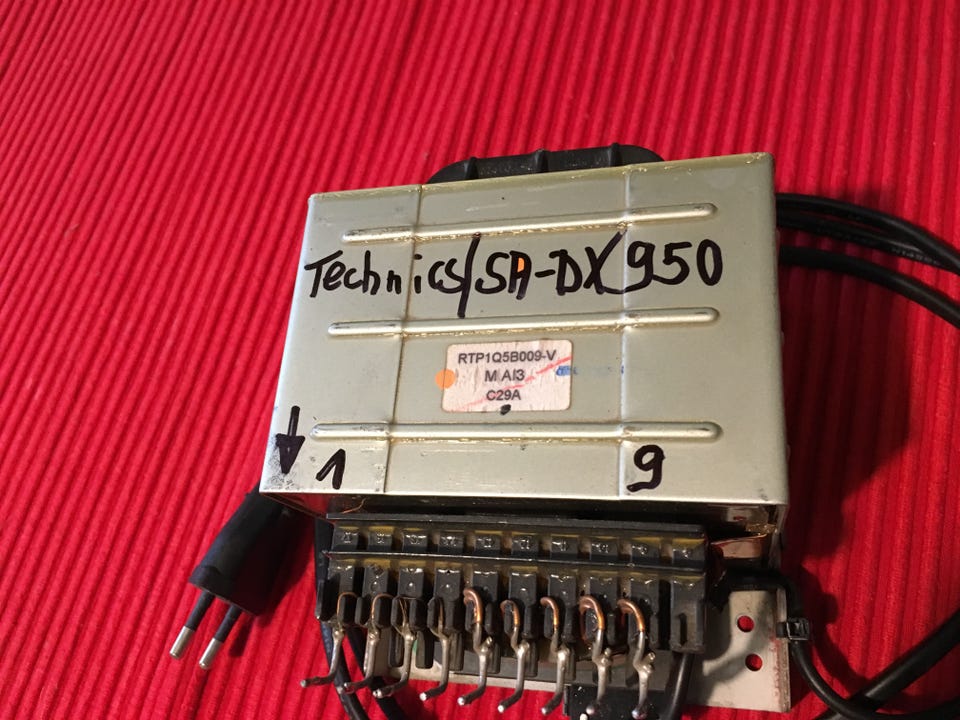 Technics/SA-DX950
RTP1Q5B009-V
M AI3
C29A
1 9